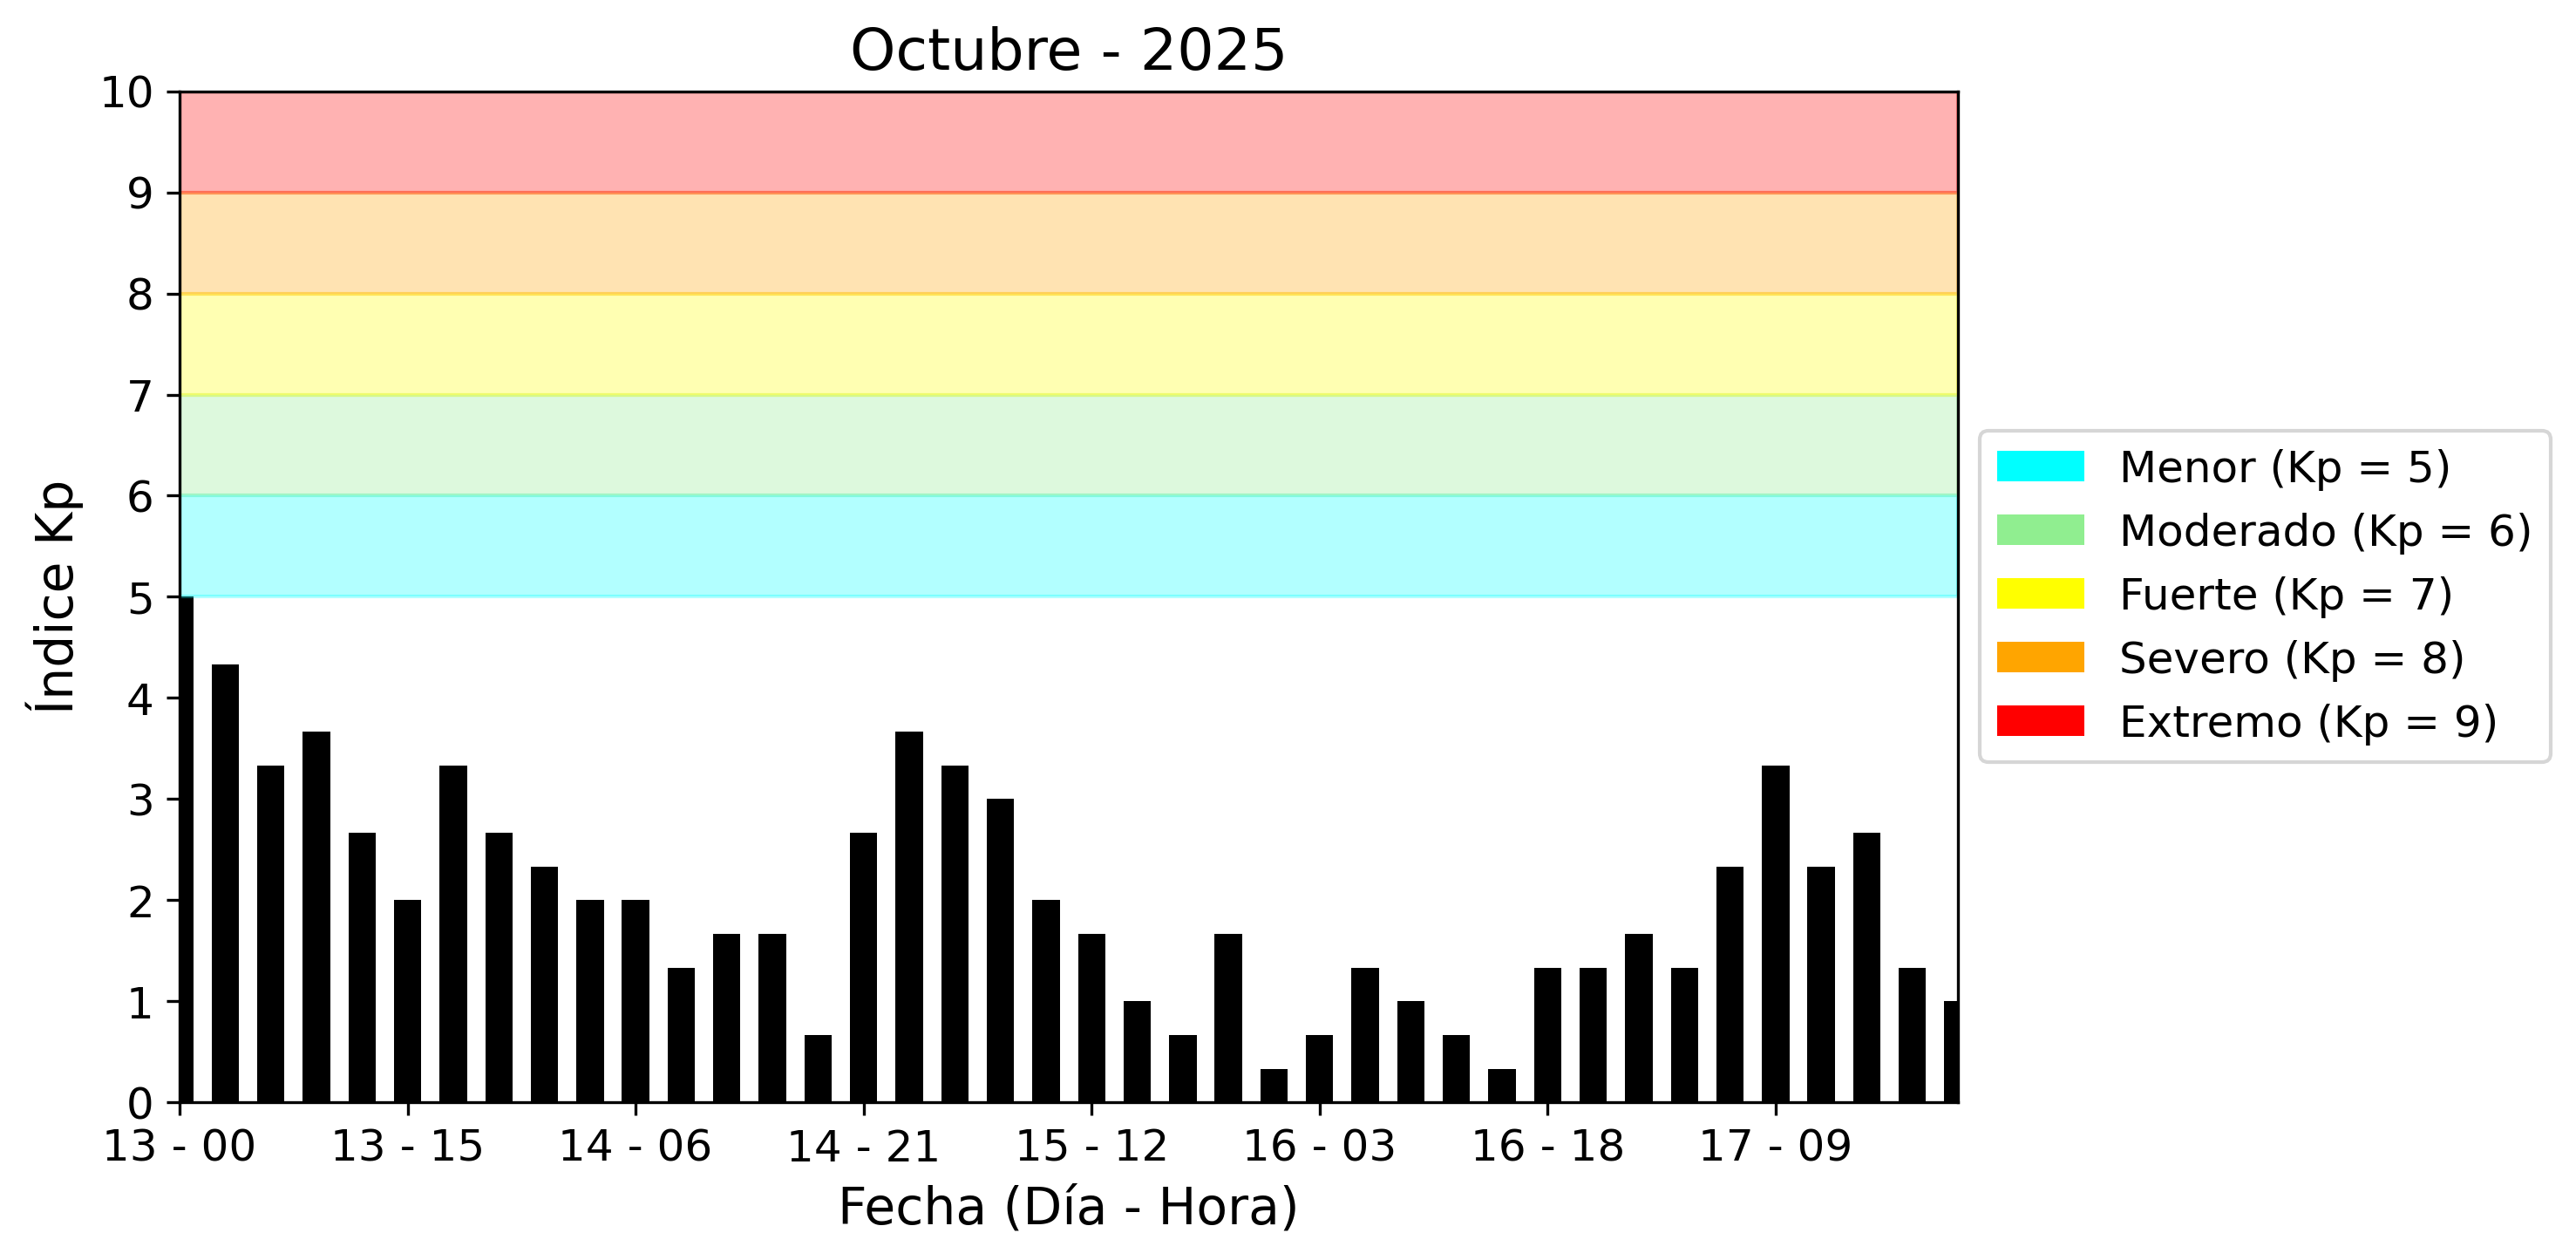 Octubre - 2025
10
9
8
7
6
5
4
3
2
1
0
Índice Kp
13 - 00
13 - 15
14 - 06
14 - 21
15 - 12
16 - 03
16 - 18
17 - 09
Fecha (Día - Hora)
Menor (Kp = 5)
Moderado (Kp = 6)
Fuerte (Kp = 7)
Severo (Kp = 8)
Extremo (Kp = 9)